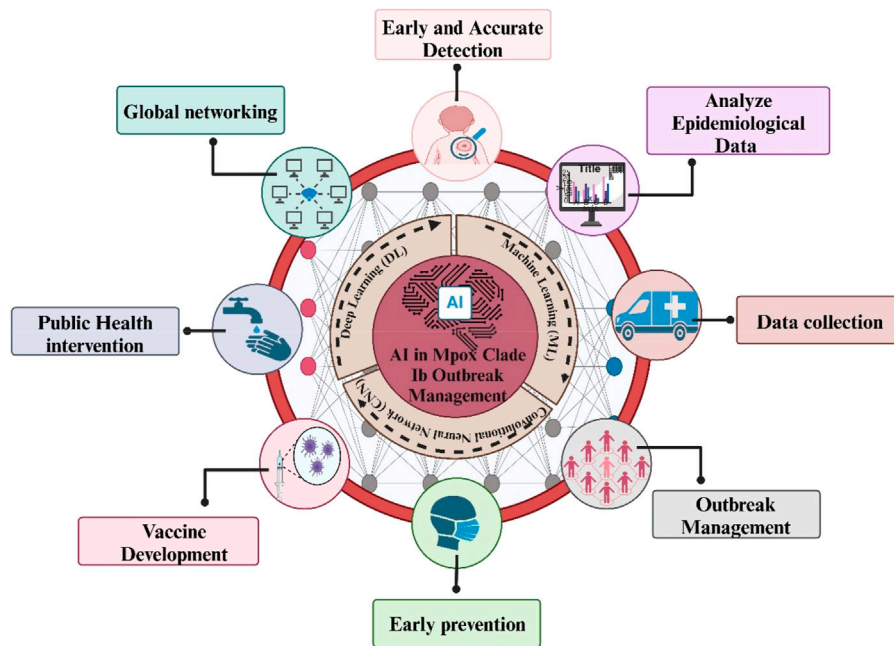 Early and Accurate
Detection
Global networking
Analyze
Epidemiological
Data
AI
Title
Deep Learning (DL)
Machine Learning (ML)
AI
AI in Mpox Clade
Ib Outbreak
Management
Convolutional Neural Network (CNN)
Public Health
intervention
Data collection
Vaccine
Development
Outbreak
Management
Early prevention